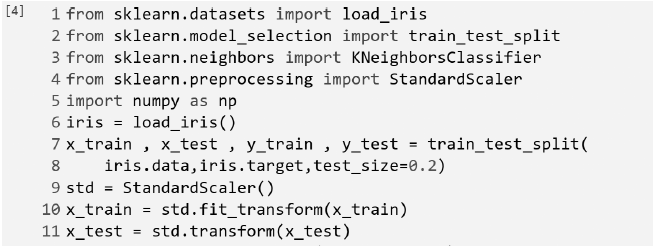 [4] 1 from sklearn.datasets import load_iris
2 from sklearn.model_selection import train_test_split
3 from sklearn.neighbors import KNeighborsClassifier
4 from sklearn.preprocessing import StandardScaler
5 import numpy as np
6 iris = load_iris()
7 x_train , x_test , y_train , y_test = train_test_split(
8     iris.data,iris.target,test_size=0.2)
9 std = StandardScaler()
10 x_train = std.fit_transform(x_train)
11 x_test = std.transform(x_test)